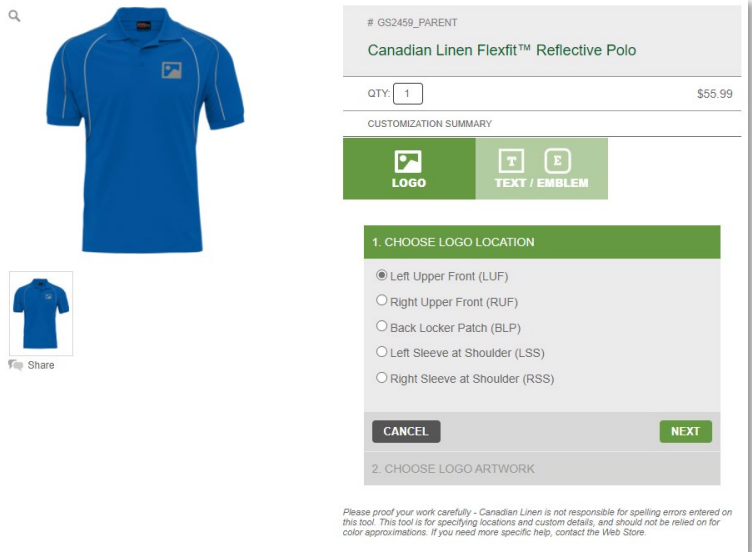 # GS2459_PARENT
Canadian Linen Flexfit™ Reflective Polo
QTY: 1 $55.99
CUSTOMIZATION SUMMARY
LOGO
T E
TEXT / EMBLEM
1. CHOOSE LOGO LOCATION
Left Upper Front (LUF)
Right Upper Front (RUF)
Back Locker Patch (BLP)
Left Sleeve at Shoulder (LSS)
Right Sleeve at Shoulder (RSS)
CANCEL NEXT
2. CHOOSE LOGO ARTWORK
Share
Please proof your work carefully - Canadian Linen is not responsible for spelling errors entered on
this tool. This tool is for specifying locations and custom details, and should not be relied on for
color approximations. If you need more specific help, contact the Web Store.